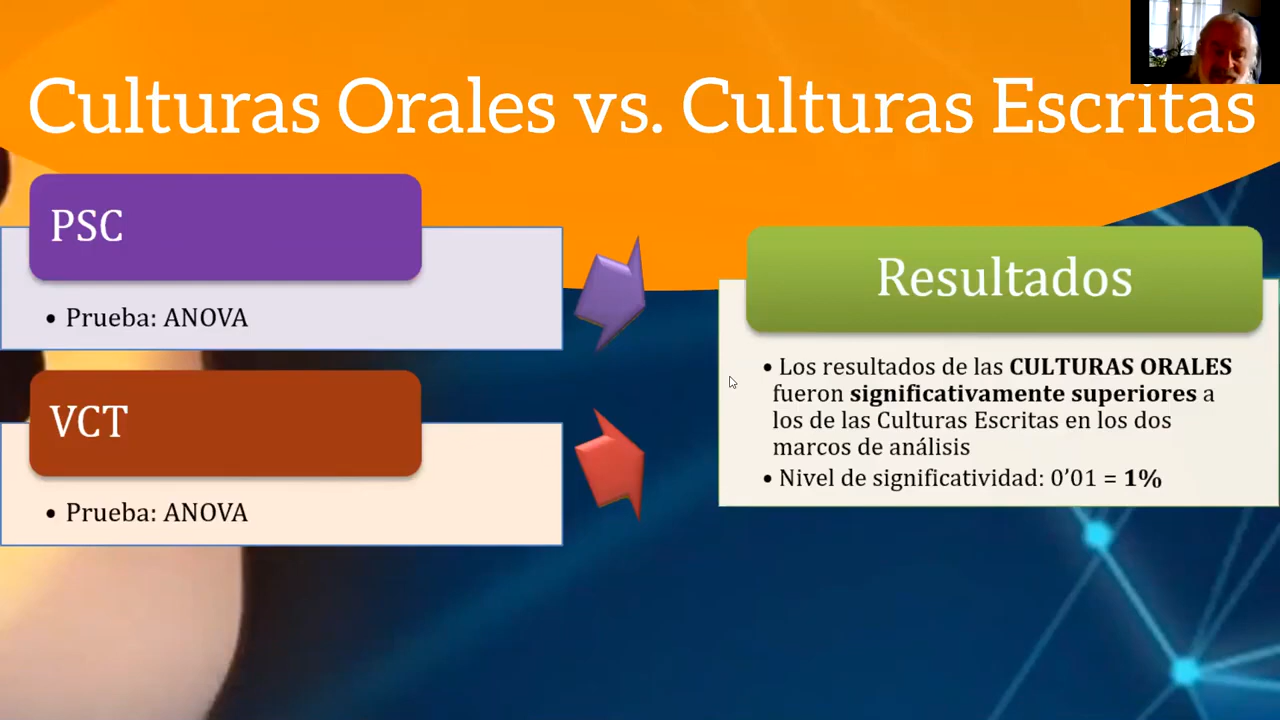 Culturas Orales vs. Culturas Escritas
PSC
• Prueba: ANOVA
VCT
• Prueba: ANOVA
Resultados
• Los resultados de las CULTURAS ORALES
fueron significativamente superiores a
los de las Culturas Escritas en los dos
marcos de análisis
• Nivel de significatividad: 0’01 = 1%